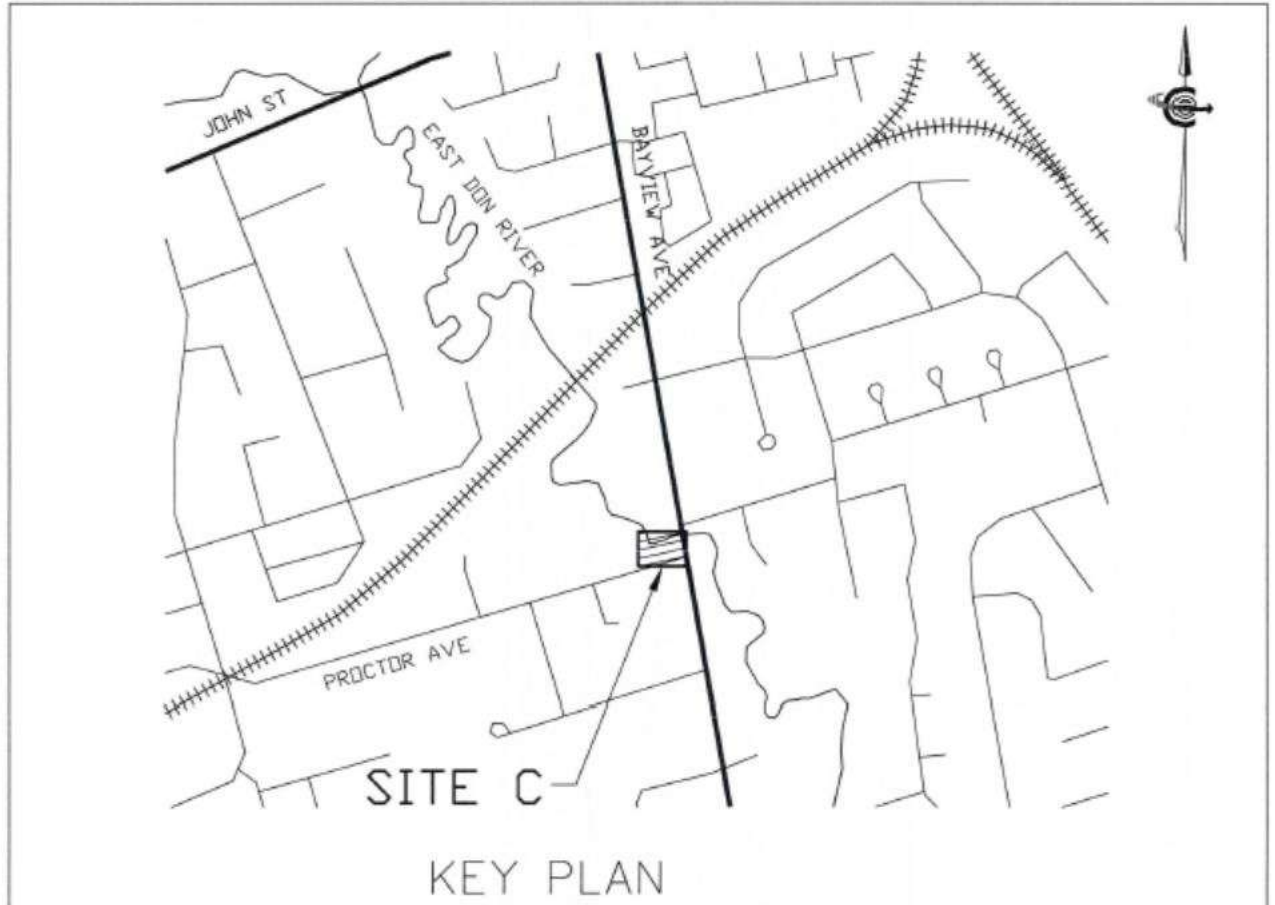 JOHN ST
EAST DON RIVER
BAYVIEW AVE
PROCTOR AVE
SITE C
KEY PLAN